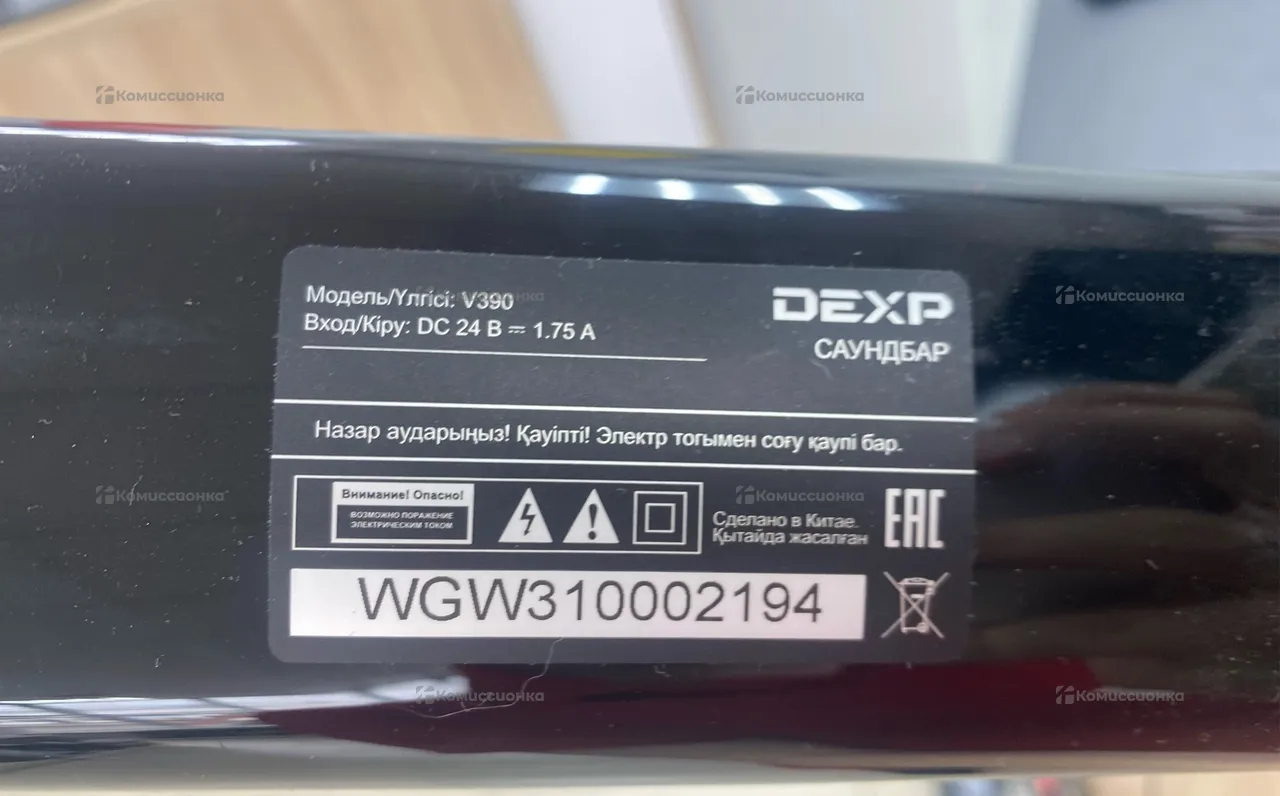 Комиссионка
Комиссионка
Модель/Үлгісі: V390
Комиссионка
Вход/Кіру: DC 24 В ⎓ 1.75 А
DEXP
Комиссионка
САУНДБАР
Назар аударыңыз! Қауіпті! Электр тогымен соғу қаупі бар.
Комиссионка
Внимание! Опасно!
ВОЗМОЖНО ПОРАЖЕНИЕ
ЭЛЕКТРИЧЕСКИМ ТОКОМ
Комиссионка
Сделано в Китае.
Қытайда жасалған
EAC
WGW310002194
Комиссионка
Комиссионка